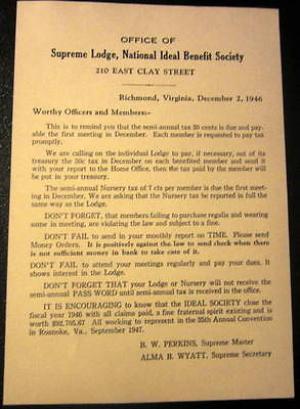 OFFICE OF
Supreme Lodge, National Ideal Benefit Society
210 EAST CLAY STREET
Richmond, Virginia, December 2, 1946
Worthy Officers and Members:-
This is to remind you that the semi-annual tax 35 cents is due and pay-
able the first meeting in December. Each member is requested to pay tax
promptly.
We are calling on the individual Lodge to pay, if necessary, out of its
treasury the 35c tax in December on each benefited member and send it
with your report to the Home Office, then the tax paid by the member will
be put in your treasury.
The semi-annual Nursery tax of 7 cts per member is due the first meet-
ing in December. We are asking that the Nursery tax be reported in full the
same way as the Lodge.
DON'T FORGET, that members failing to purchase regalia and wearing
same in meeting, are violating the law and subject to a fine.
DON'T FAIL to send in your monthly report on TIME. Please send
Money Orders. It is positively against the law to send check when there
is not sufficient money in bank to take care of it.
DON'T FAIL to attend your meetings regularly and pay your dues. It
shows interest in the Lodge.
DON'T FORGET THAT your Lodge or Nursery will not receive the
semi-annual PASS WORD until semi-annual tax is received in the office.
IT IS ENCOURAGING to know that the IDEAL SOCIETY close the
fiscal year 1946 with all claims paid, a fine fraternal spirit existing and is
worth All working to represent in the 35th Annual Convention
in Roanoke, Va., September 1947.
B. W. PERKINS, Supreme Master
ALMA B. WYATT, Supreme Secretary